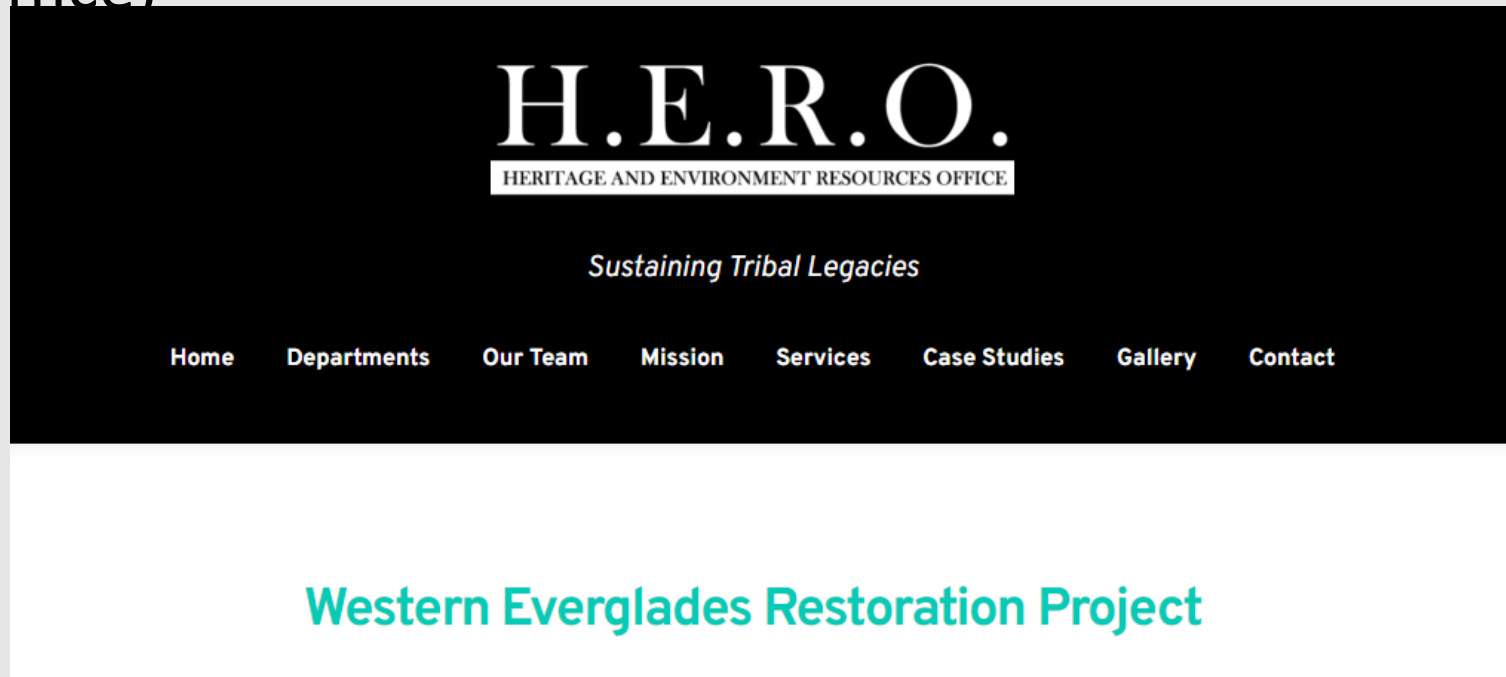 H.E.R.O.
HERITAGE AND ENVIRONMENT RESOURCES OFFICE
Sustaining Tribal Legacies
Home Departments Our Team Mission Services Case Studies Gallery Contact
Western Everglades Restoration Project